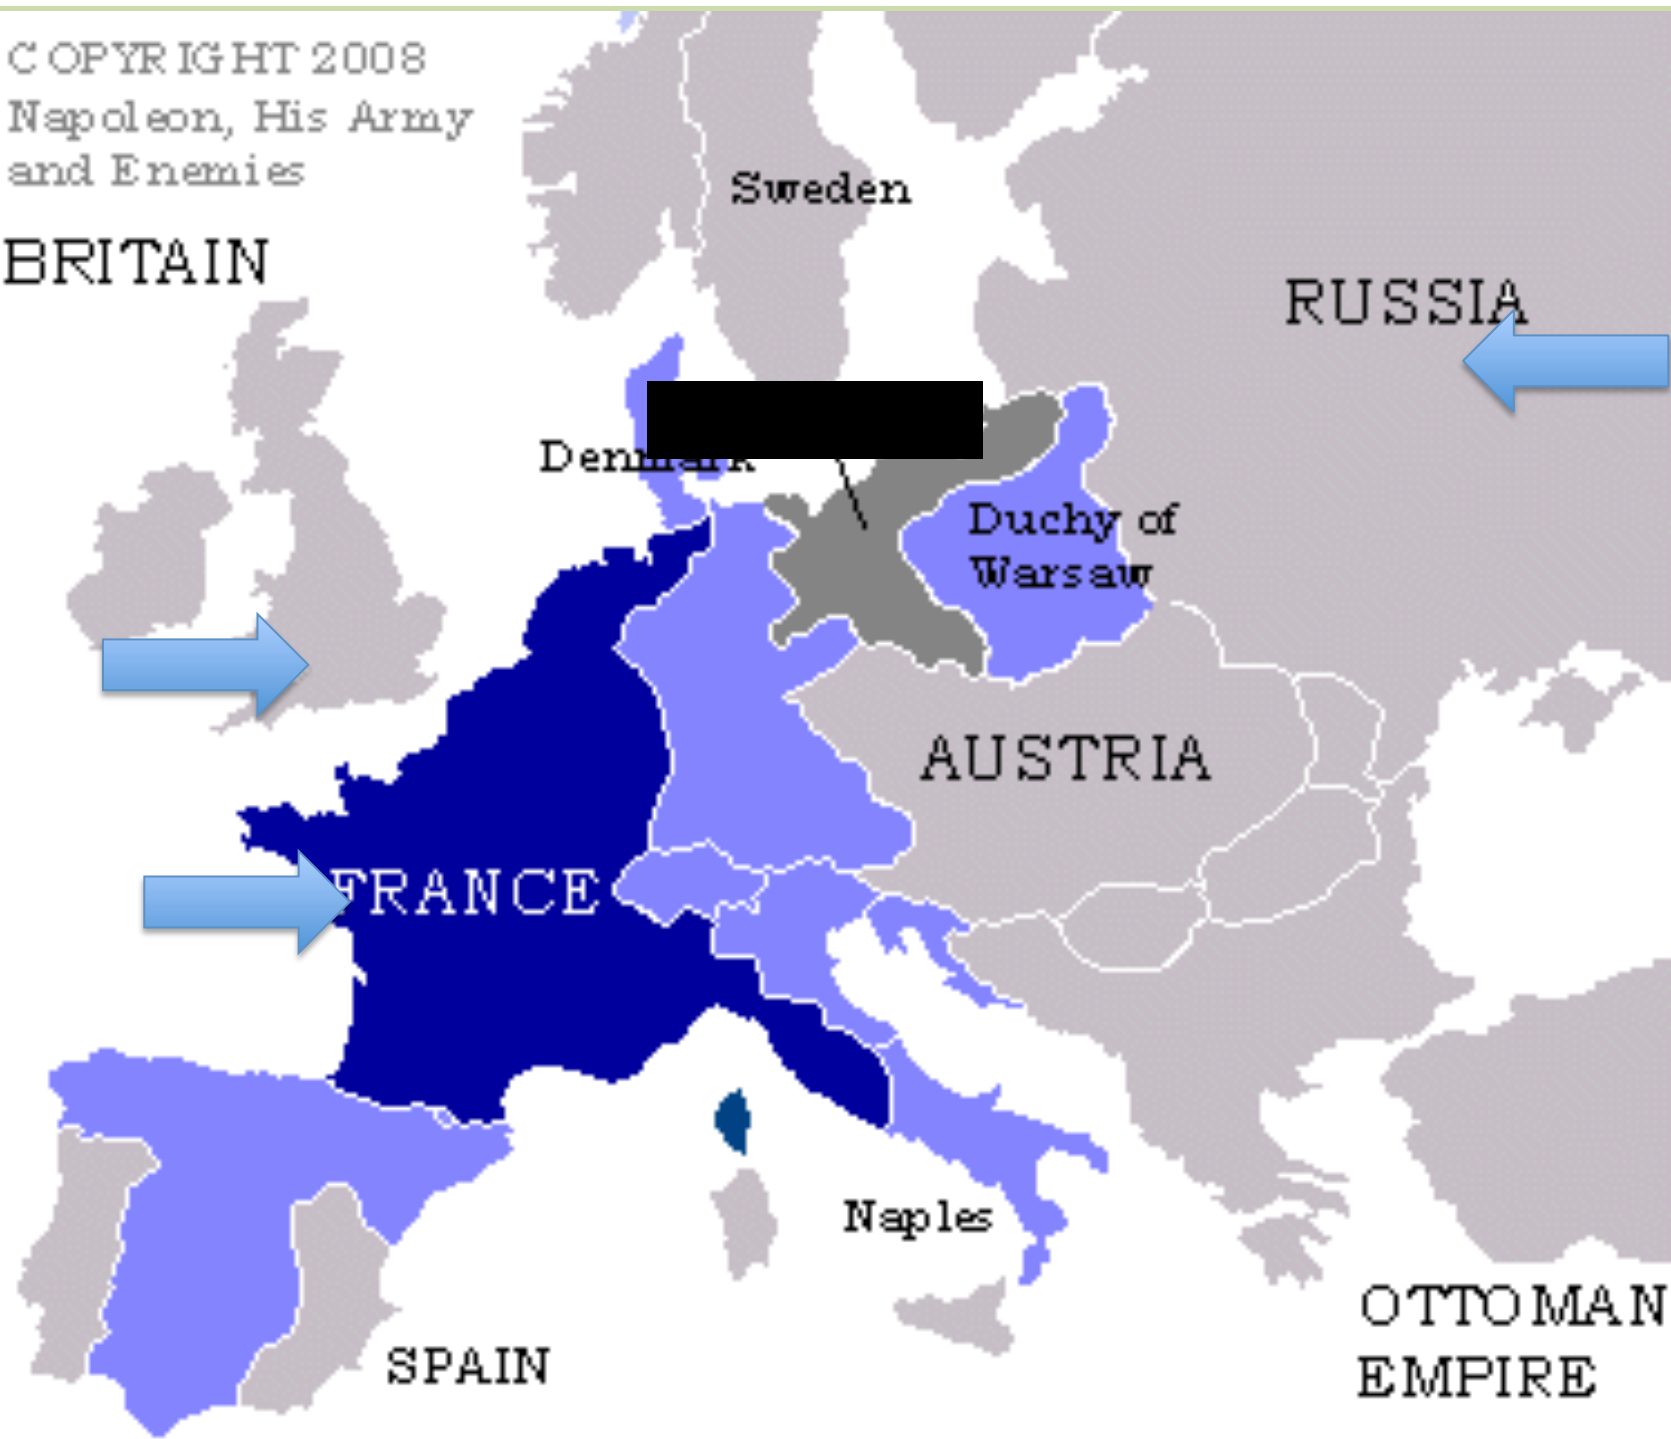 COPYRIGHT 2008
Napoleon, His Army
and Enemies
BRITAIN
Sweden
RUSSIA
Denmark
Duchy of
Warsaw
AUSTRIA
FRANCE
Naples
SPAIN
OTTOMAN
EMPIRE